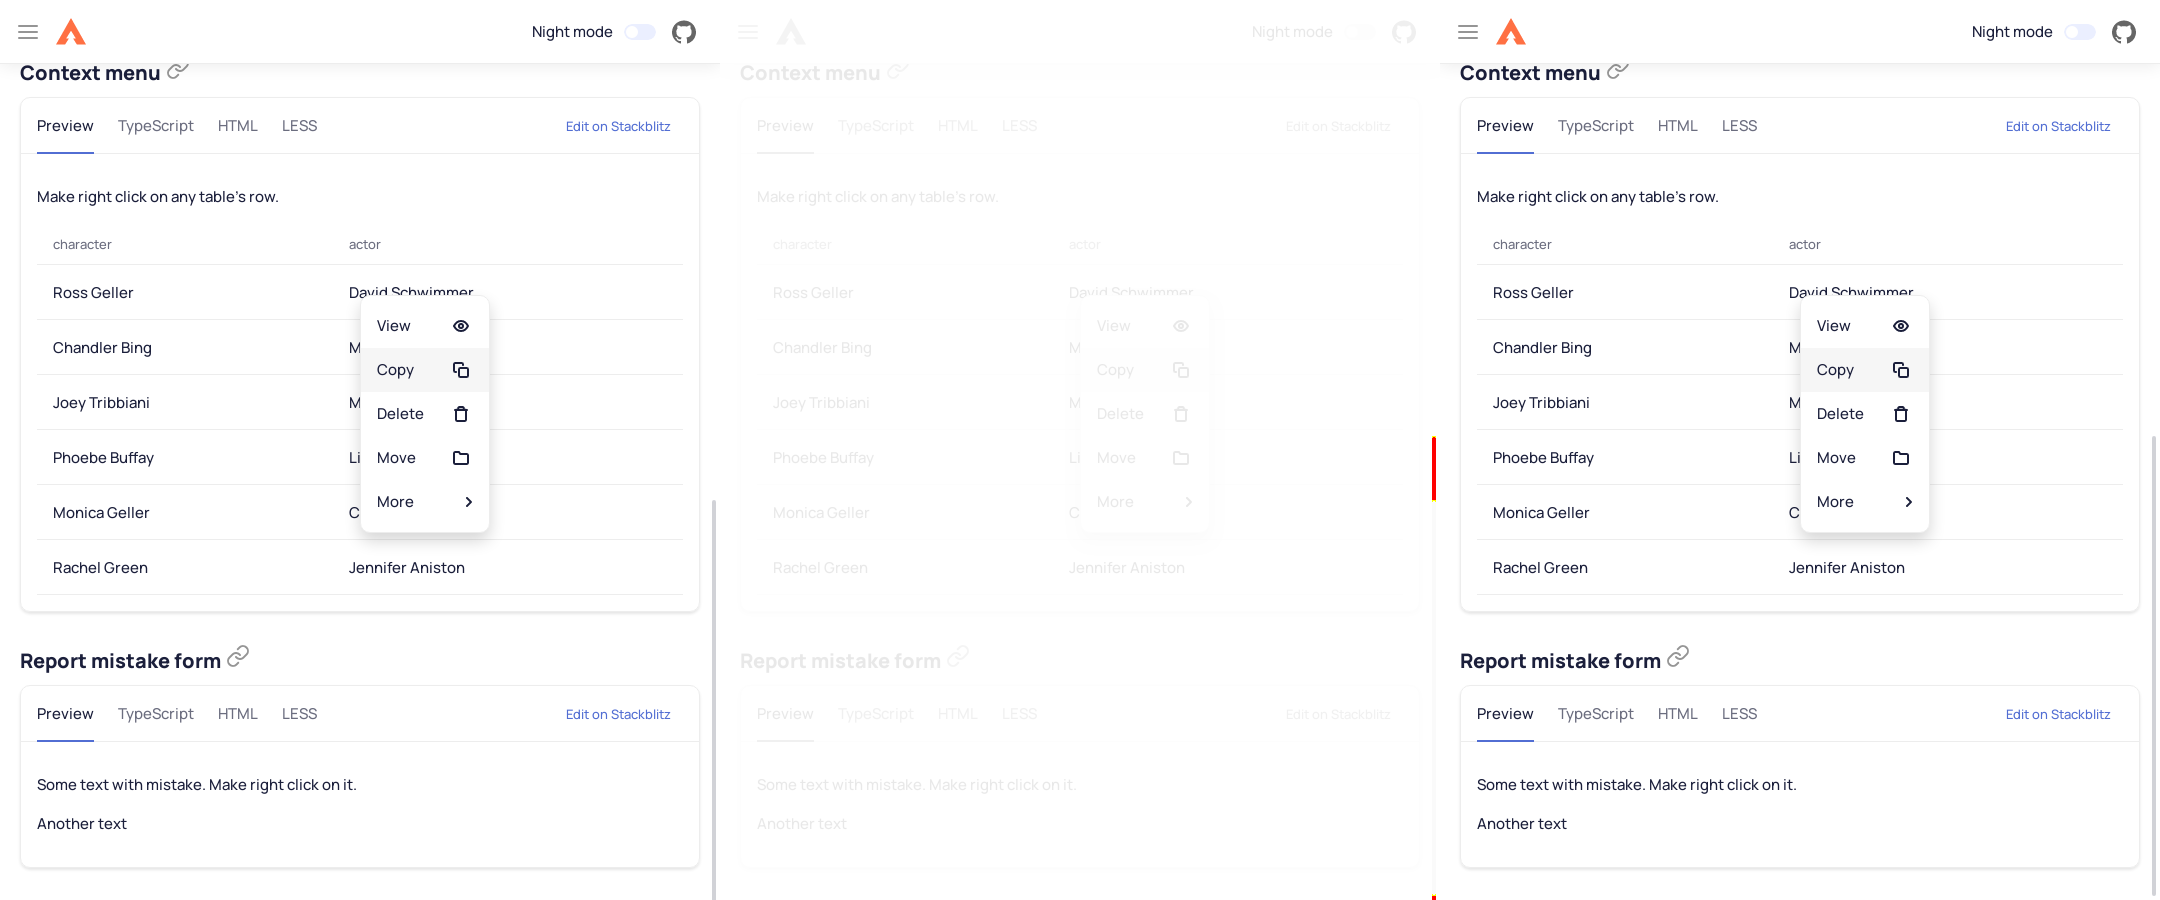 Night mode
Context menu
Preview TypeScript HTML LESS Edit on Stackblitz
Make right click on any table's row.
character actor
Ross Geller David Schwimmer
View
Chandler Bing M
Copy
Joey Tribbiani M
Delete
Phoebe Buffay Li Move
More
Monica Geller C
Rachel Green Jennifer Aniston
Report mistake form
Preview TypeScript HTML LESS Edit on Stackblitz
Some text with mistake. Make right click on it.
Another text
Night mode
Context menu
Preview TypeScript HTML LESS Edit on Stackblitz
Make right click on any table's row.
character actor
Ross Geller David Schwimmer
View
Chandler Bing M
Copy
Joey Tribbiani M
Delete
Phoebe Buffay Li Move
More
Monica Geller C
Rachel Green Jennifer Aniston
Report mistake form
Preview TypeScript HTML LESS Edit on Stackblitz
Some text with mistake. Make right click on it.
Another text
Night mode
Context menu
Preview TypeScript HTML LESS Edit on Stackblitz
Make right click on any table's row.
character actor
Ross Geller David Schwimmer
View
Chandler Bing M
Copy
Joey Tribbiani M
Delete
Phoebe Buffay Li Move
More
Monica Geller C
Rachel Green Jennifer Aniston
Report mistake form
Preview TypeScript HTML LESS Edit on Stackblitz
Some text with mistake. Make right click on it.
Another text